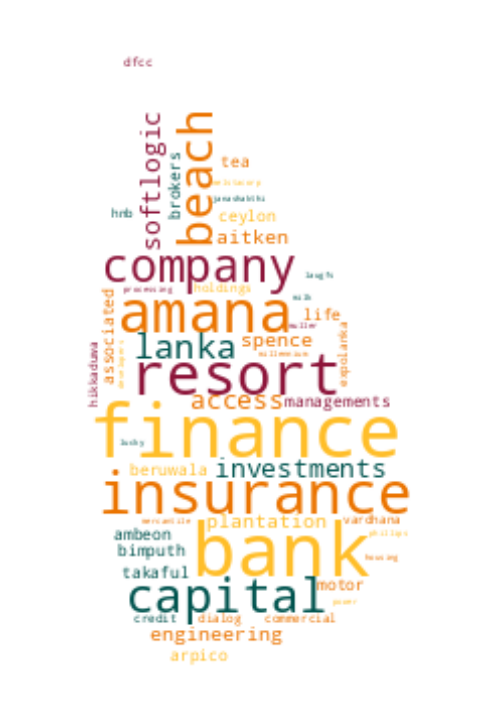 dfcc
softlogic
beach
brokers
tea
janashakthi
hnb
ceylon
aitken
company
laugfs
processing
holdings
associated
amana
milk
life
muller
lanka
spence
expolanka
millennium
hikkaduwa
resort
access
managements
finance
lucky
beruwala
investments
insurance
mercantile
plantation
vardhana
ambeon
bank
phillips
bimputh
housing
takaful
motor
capital
power
credit
dialog
commercial
engineering
arpico